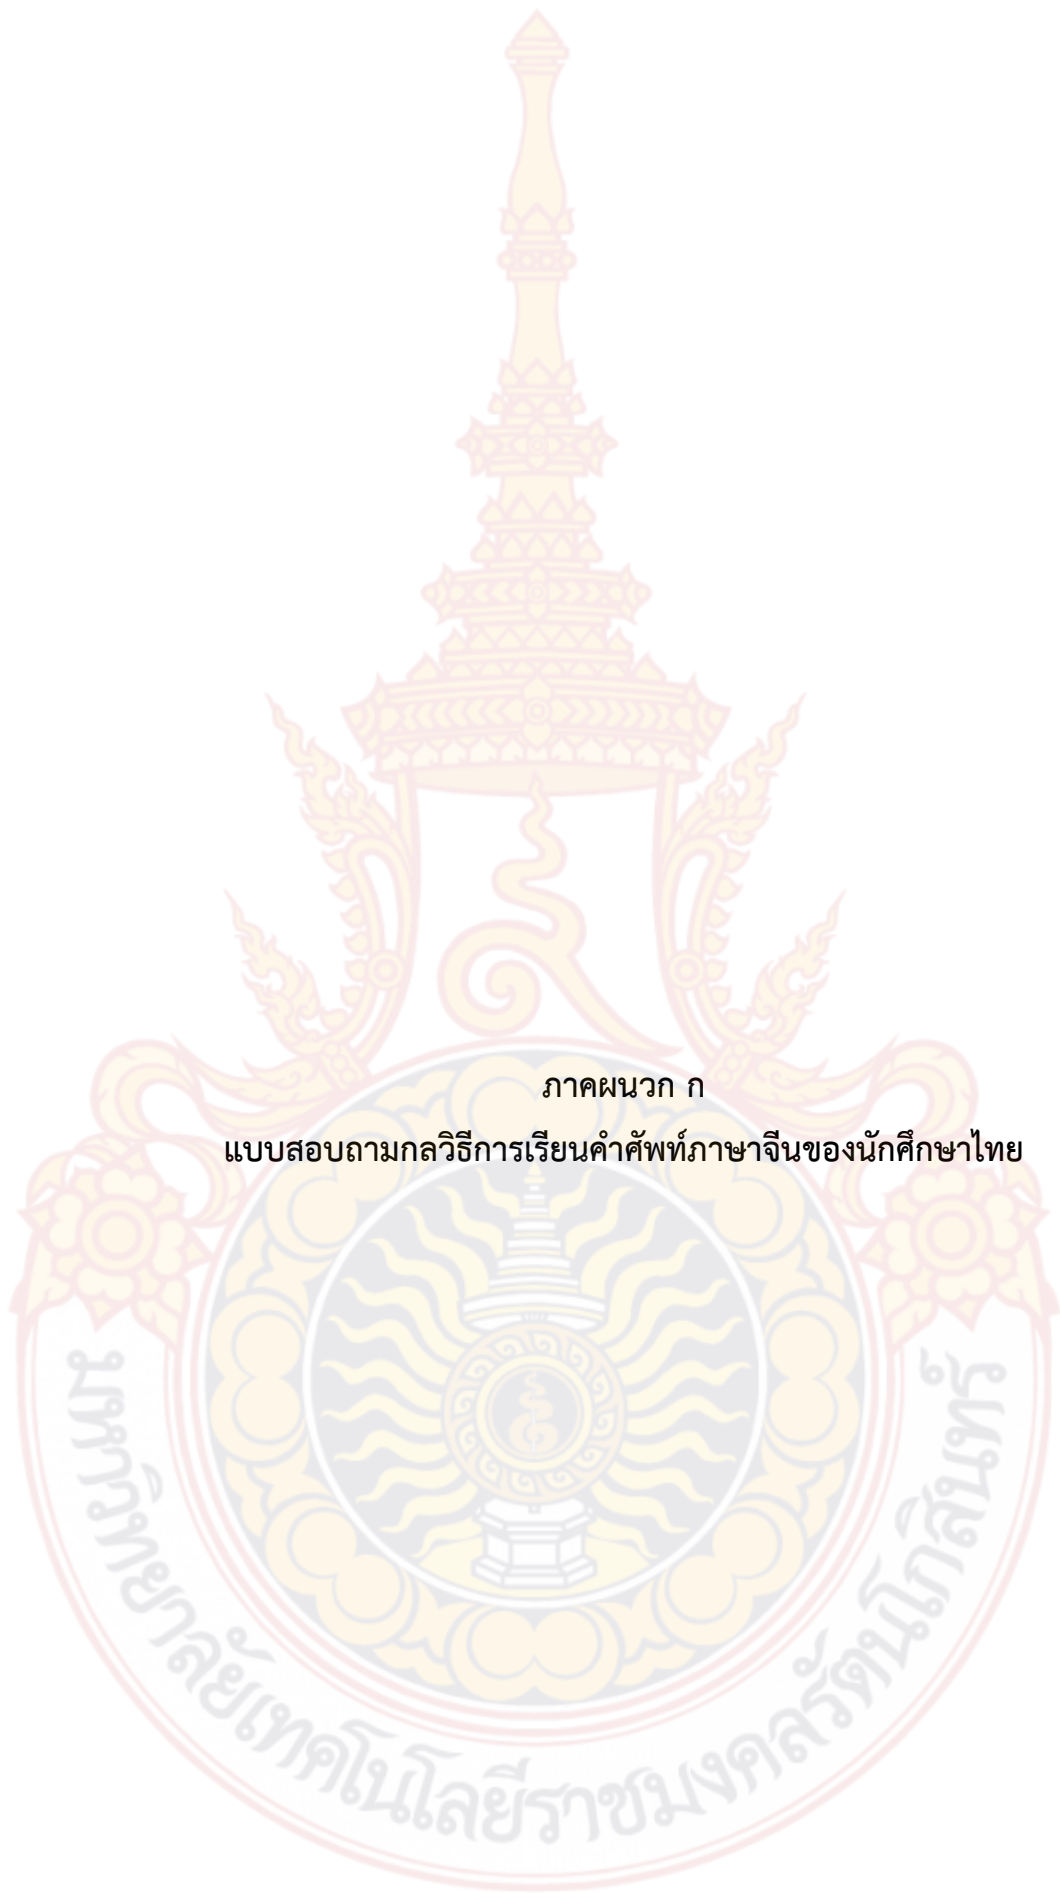 ภาคผนวก ก
แบบสอบถามกลวิธีการเรียนคำศัพท์ภาษาจีนของนักศึกษาไทย
มหาวิทยาลัยเทคโนโลยีราชมงคลรัตนโกสินทร์